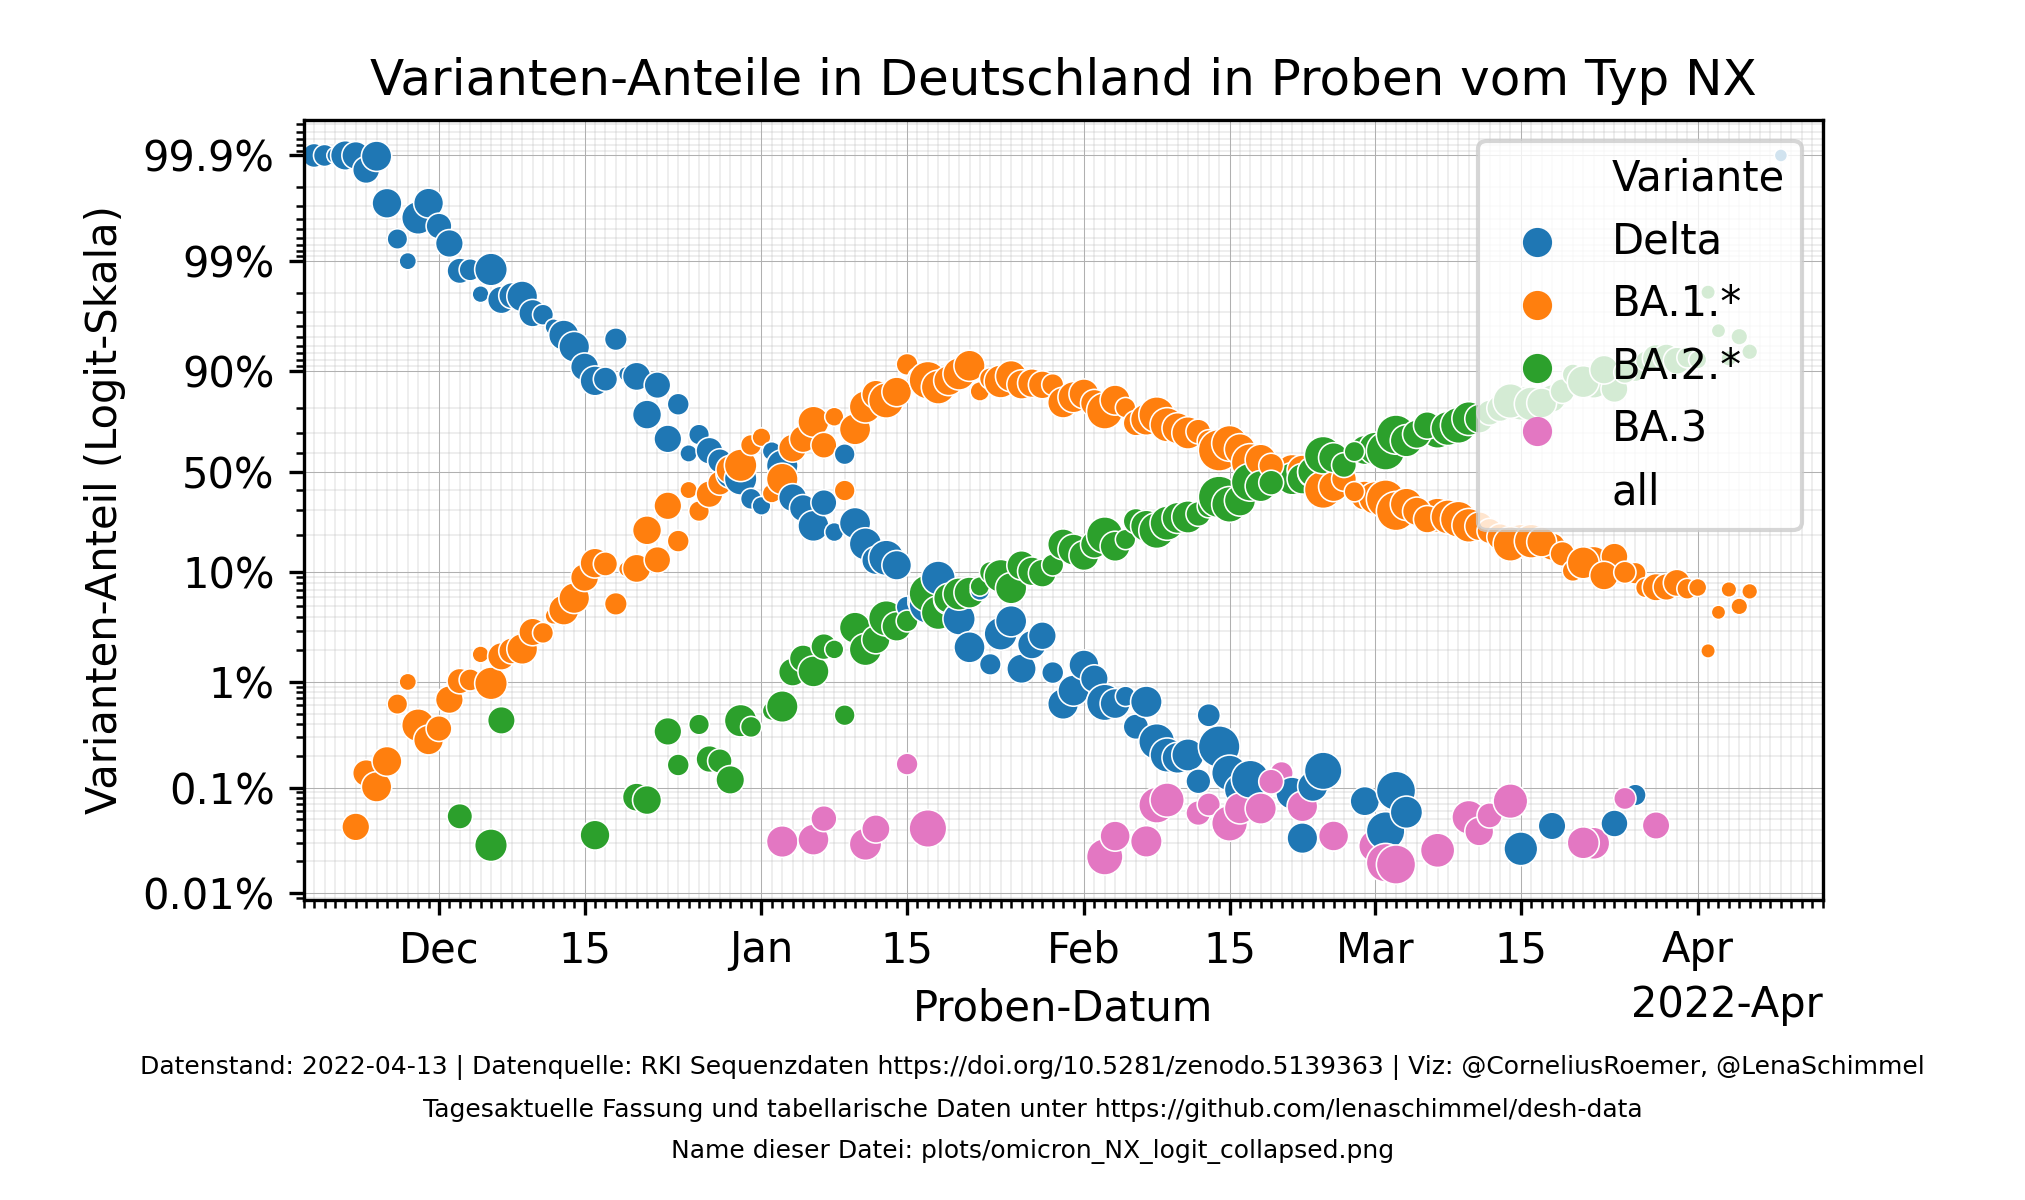 Varianten-Anteile in Deutschland in Proben vom Typ NX
Varianten-Anteil (Logit-Skala)
99.9%
99%
90%
50%
10%
1%
0.1%
0.01%
Variante
Delta
BA.1.*
BA.2.*
BA.3
all
Dec
15
Jan
15
Feb
15
Mar
15
Apr
Proben-Datum
2022-Apr
Datenstand: 2022-04-13 | Datenquelle: RKI Sequenzdaten https://doi.org/10.5281/zenodo.5139363 | Viz: @CorneliusRoemer, @LenaSchimmel
Tagesaktuelle Fassung und tabellarische Daten unter https://github.com/lenaschimmel/desh-data
Name dieser Datei: plots/omicron_NX_logit_collapsed.png